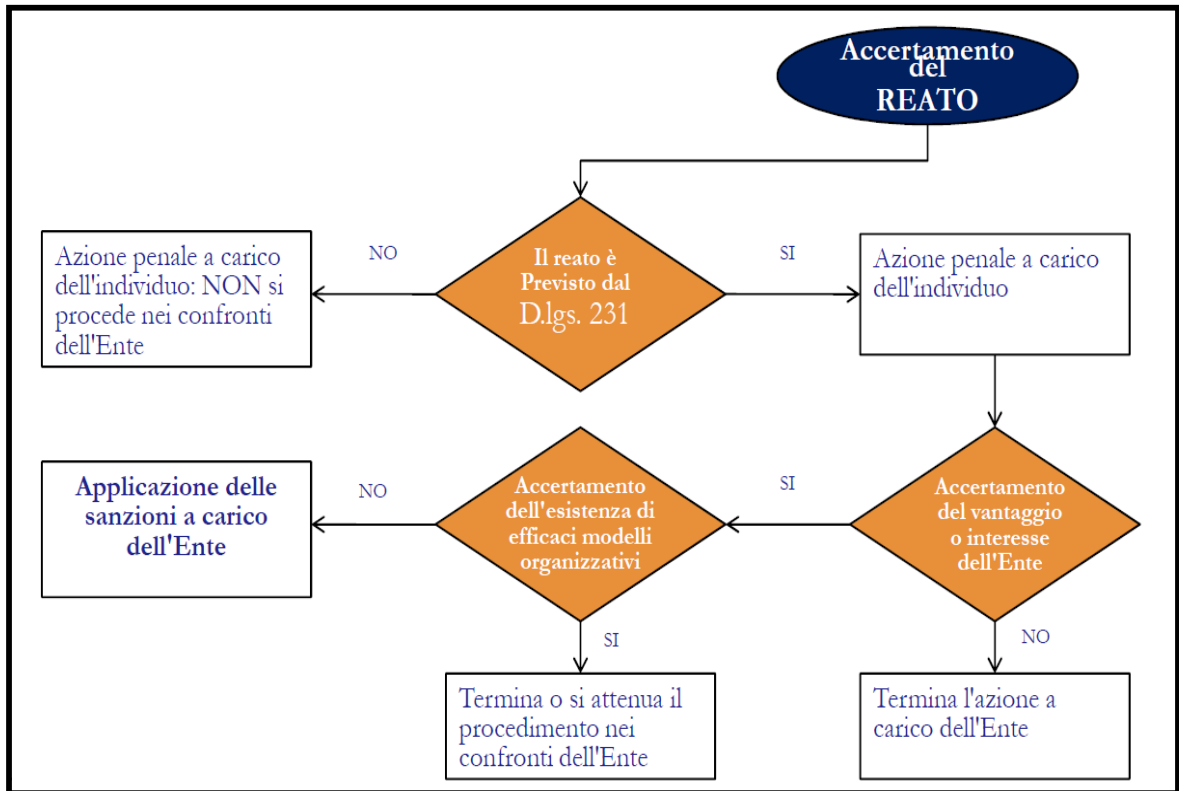 Accertamento
del
REATO
NO
SI
Azione penale a carico
dell'individuo: NON si
procede nei confronti
dell'Ente
Il reato è
Previsto dal
D.lgs. 231
Azione penale a carico
dell'individuo
Applicazione delle
sanzioni a carico
dell'Ente
NO
Accertamento
dell'esistenza di
efficaci modelli
organizzativi
SI
Accertamento
del vantaggio
o interesse
dell'Ente
SI
NO
Termina o si attenua il
procedimento nei
confronti dell'Ente
Termina l'azione a
carico dell'Ente